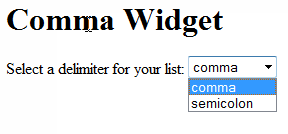 Comma Widget
Select a delimiter for your list: comma
comma
semicolon